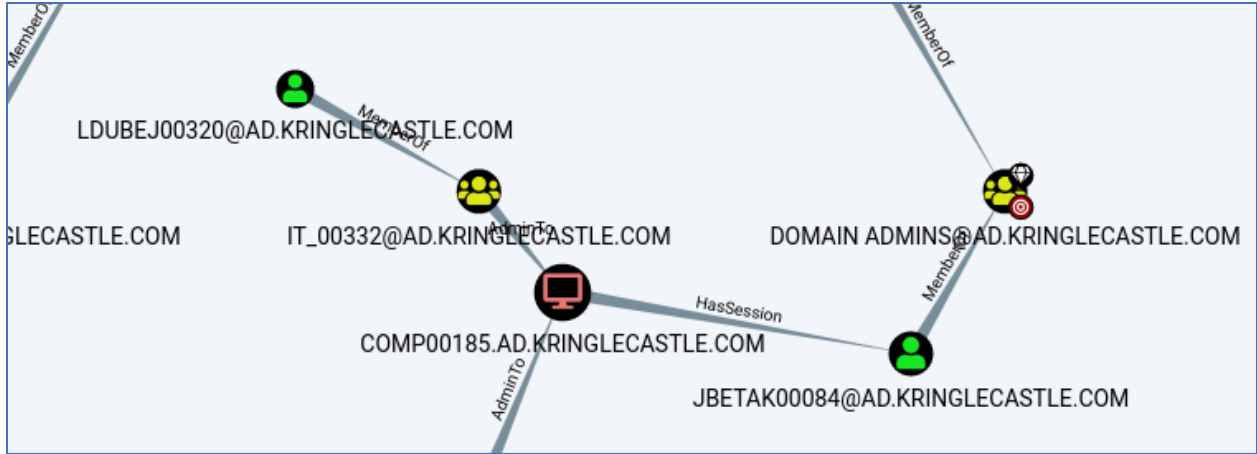 MemberOf
MemberOf
MemberOf
LDUBEJ00320@AD.KRINGLECASTLE.COM
GLECASTLE.COM
AdminTo
IT_00332@AD.KRINGLECASTLE.COM
DOMAIN ADMINS@AD.KRINGLECASTLE.COM
MemberOf
HasSession
COMP00185.AD.KRINGLECASTLE.COM
AdminTo
JBETAK00084@AD.KRINGLECASTLE.COM